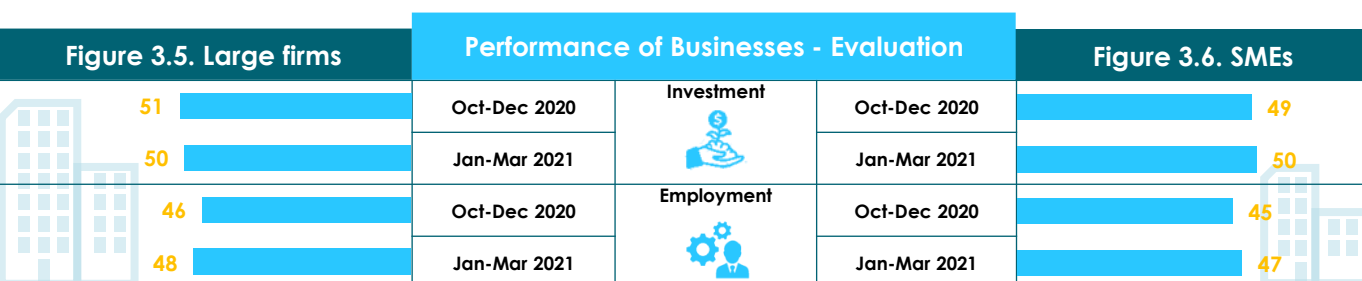 Performance of Businesses - Evaluation
Figure 3.5. Large firms
Figure 3.6. SMEs
Investment
51 Oct-Dec 2020 Oct-Dec 2020 49
50 Jan-Mar 2021 Jan-Mar 2021 50
Employment
46 Oct-Dec 2020 Oct-Dec 2020 45
48 Jan-Mar 2021 Jan-Mar 2021 47